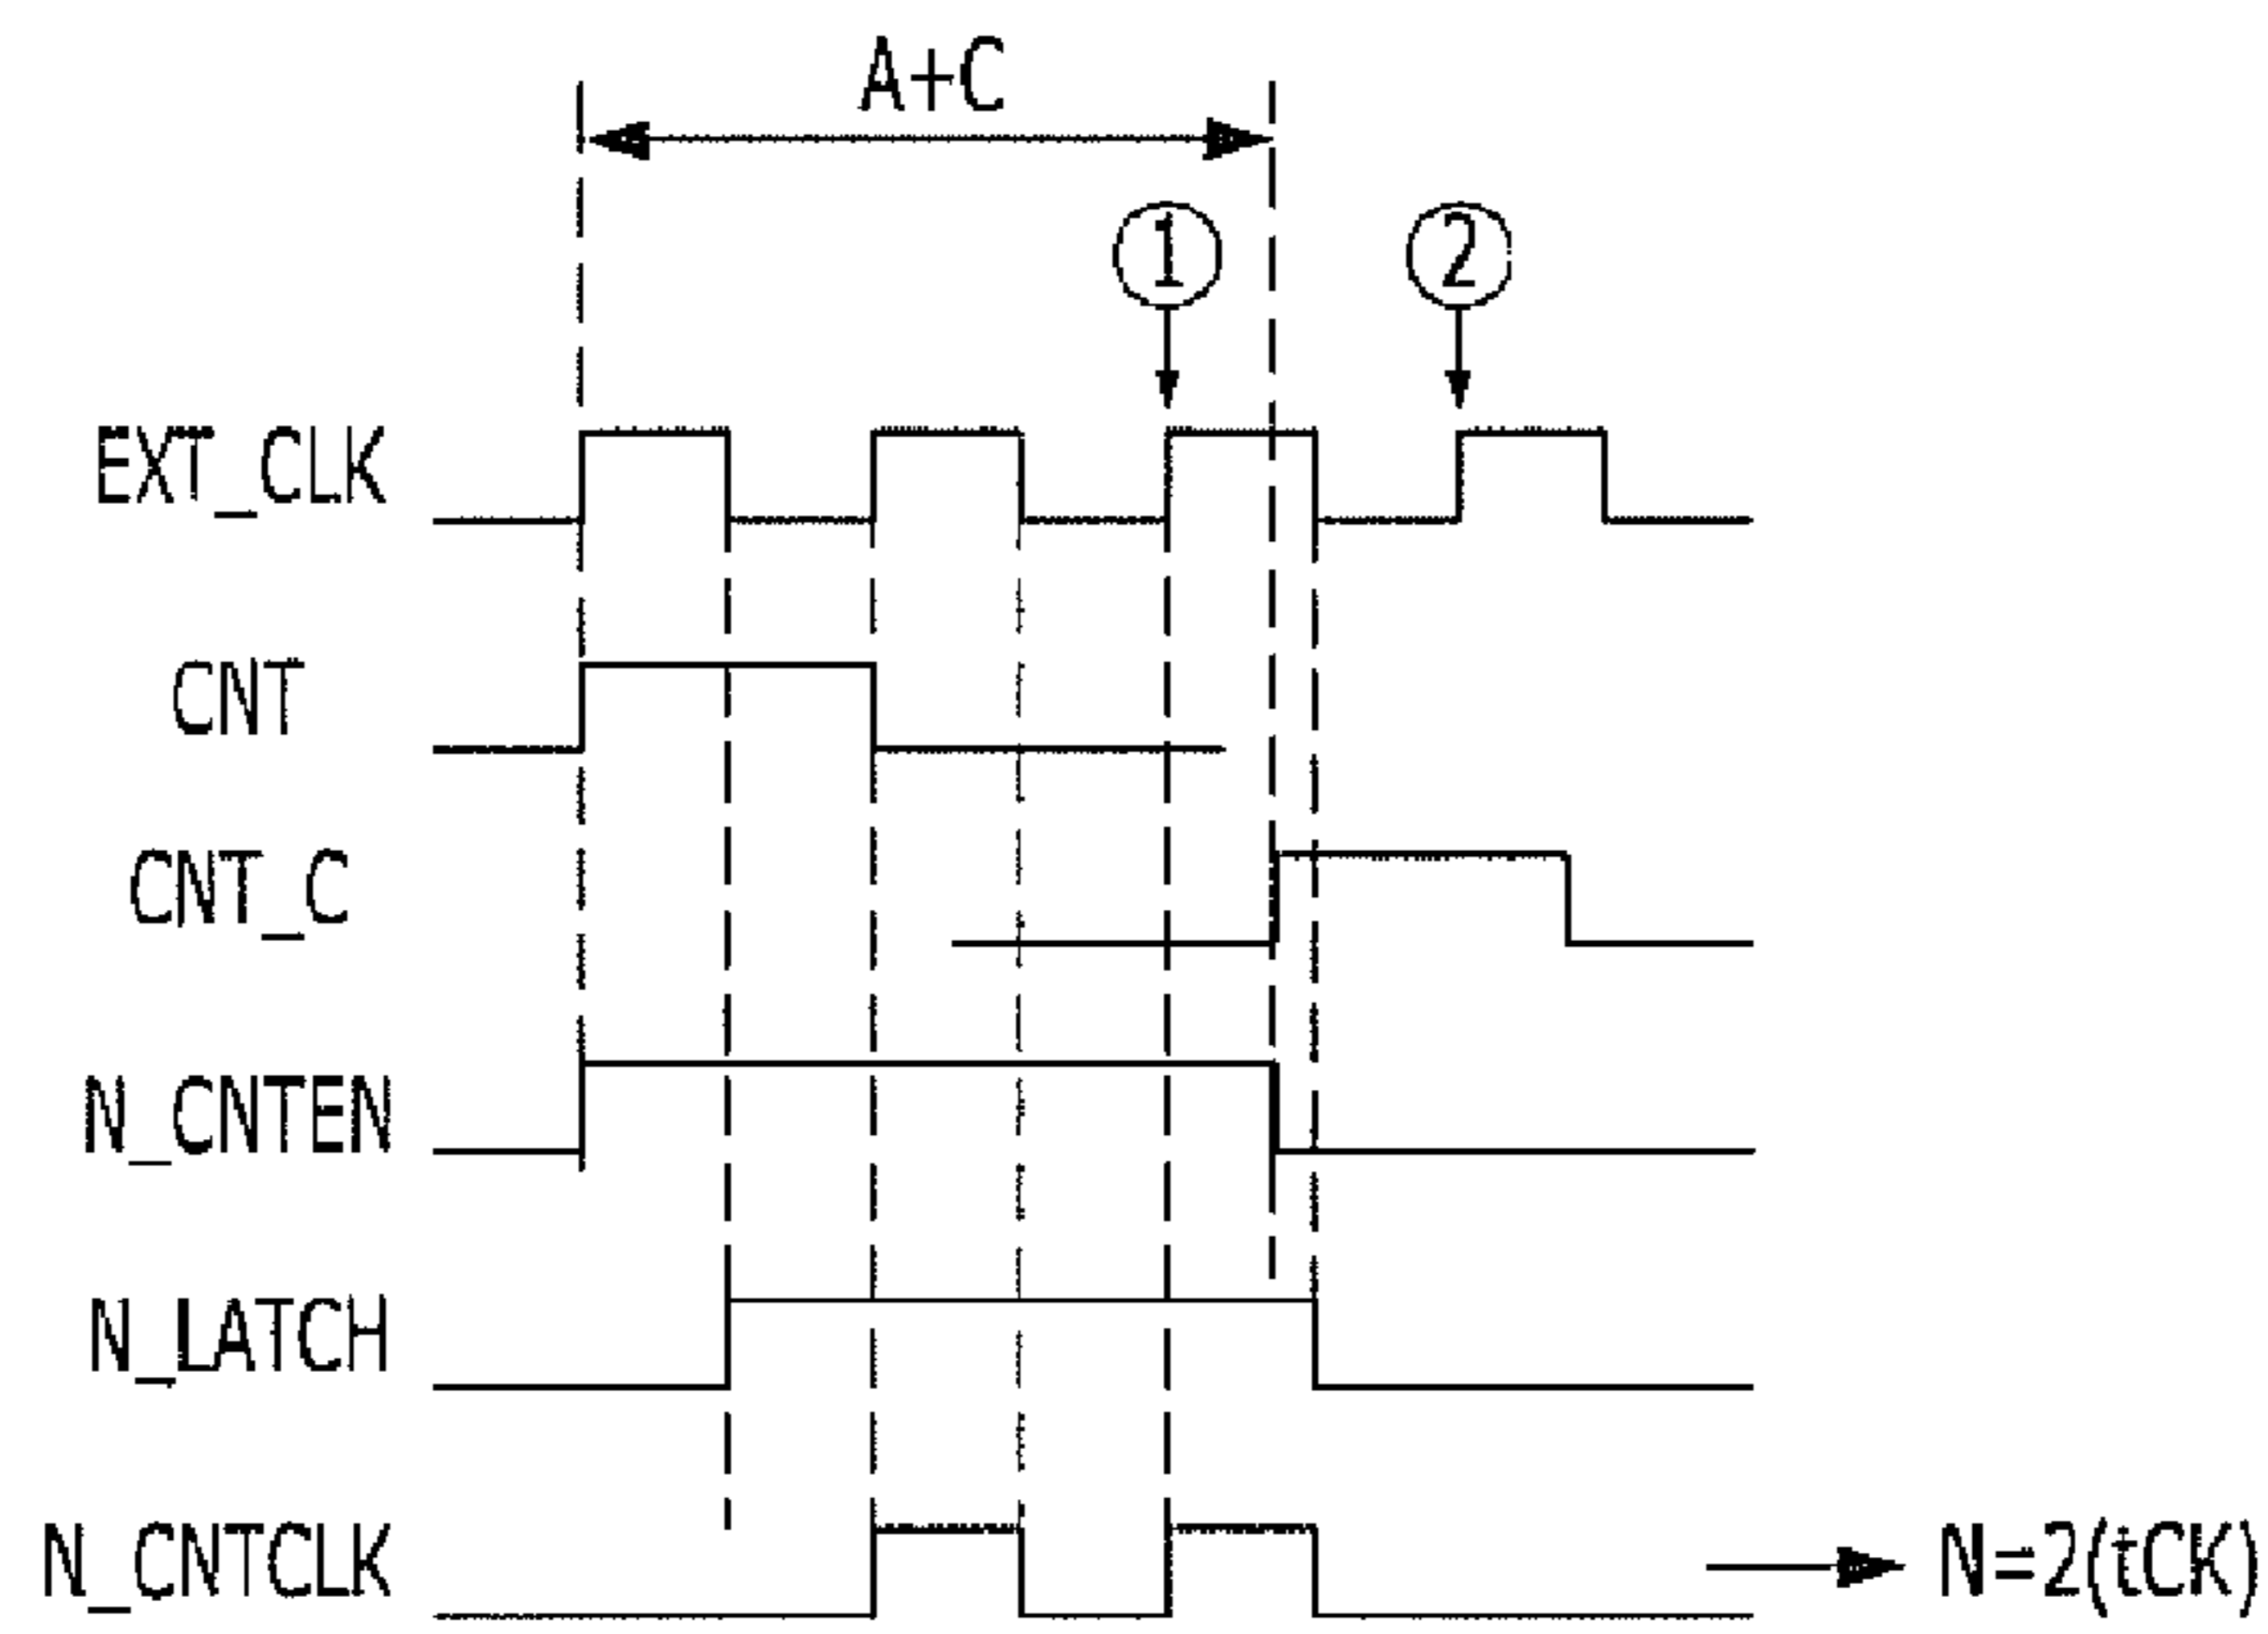 A+C
1 2
EXT_CLK
CNT
CNT_C
N_CNTEN
N_LATCH
N_CNTCLK N=2(tCK)